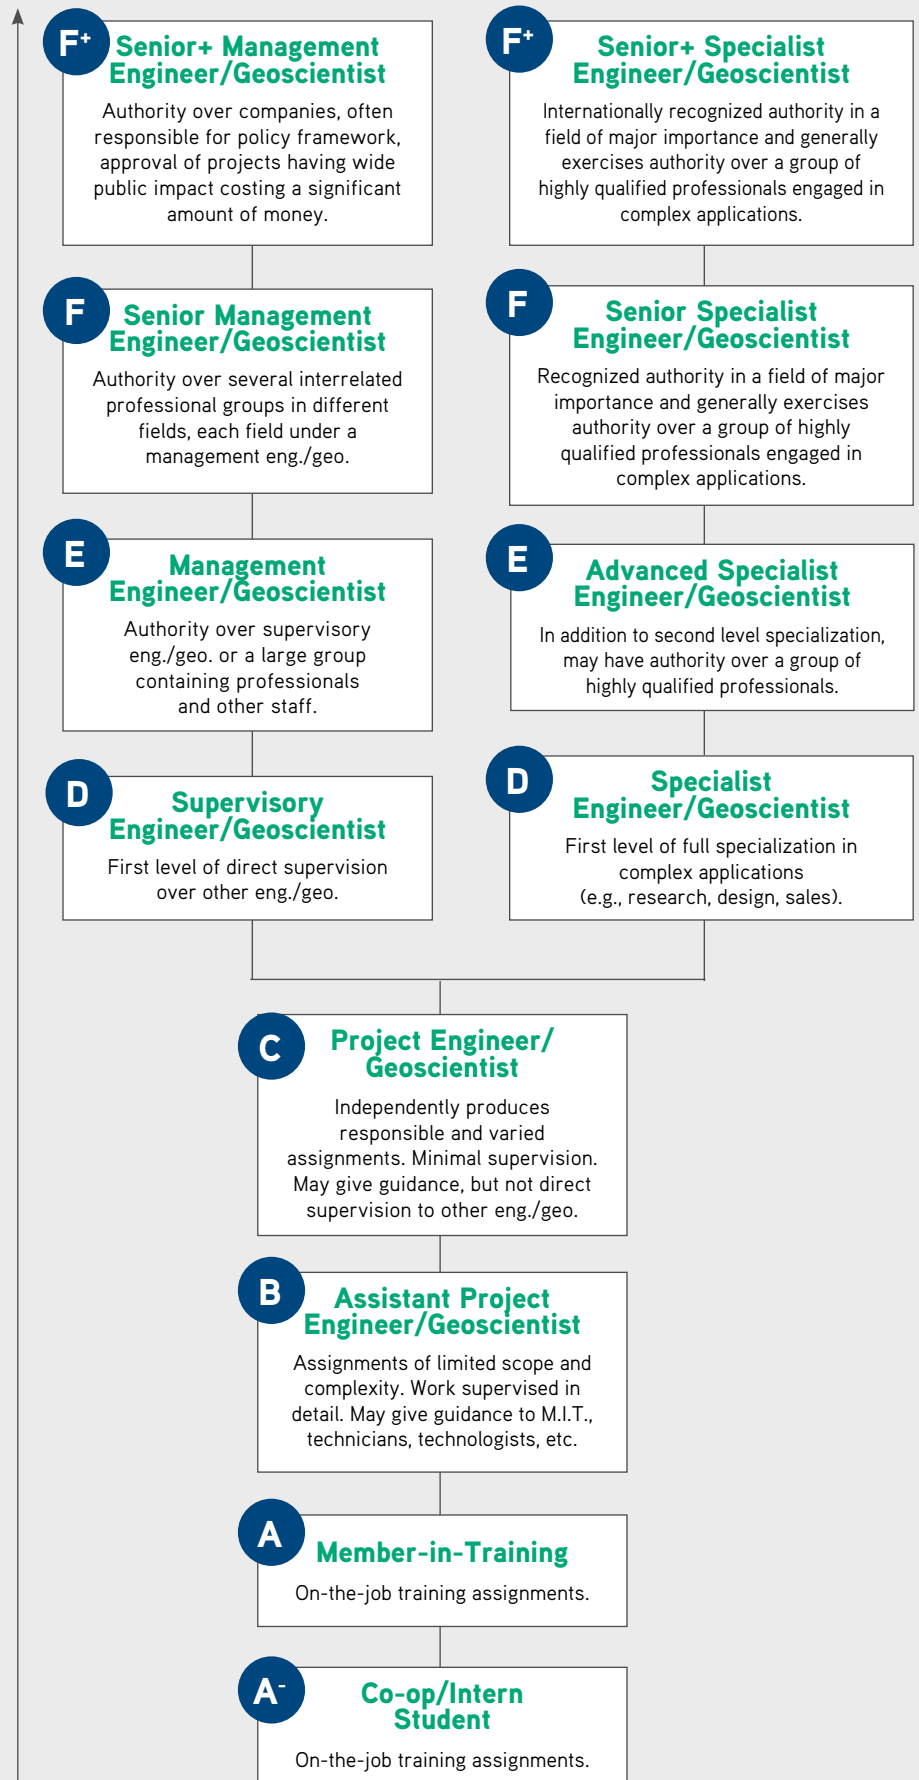 F+
Senior+ Management
Engineer/Geoscientist
Authority over companies, often
responsible for policy framework,
approval of projects having wide
public impact costing a significant
amount of money.
F+
Senior+ Specialist
Engineer/Geoscientist
Internationally recognized authority in a
field of major importance and generally
exercises authority over a group of
highly qualified professionals engaged in
complex applications.
F
Senior Management
Engineer/Geoscientist
Authority over several interrelated
professional groups in different
fields, each field under a
management eng./geo.
F
Senior Specialist
Engineer/Geoscientist
Recognized authority in a field of major
importance and generally exercises
authority over a group of highly
qualified professionals engaged in
complex applications.
E
Management
Engineer/Geoscientist
Authority over supervisory
eng./geo. or a large group
containing professionals
and other staff.
E
Advanced Specialist
Engineer/Geoscientist
In addition to second level specialization,
may have authority over a group of
highly qualified professionals.
D
Supervisory
Engineer/Geoscientist
First level of direct supervision
over other eng./geo.
D
Specialist
Engineer/Geoscientist
First level of full specialization in
complex applications
(e.g., research, design, sales).
C
Project Engineer/
Geoscientist
Independently produces
responsible and varied
assignments. Minimal supervision.
May give guidance, but not direct
supervision to other eng./geo.
B
Assistant Project
Engineer/Geoscientist
Assignments of limited scope and
complexity. Work supervised in
detail. May give guidance to M.I.T.,
technicians, technologists, etc.
A
Member-in-Training
On-the-job training assignments.
A-
Co-op/Intern
Student
On-the-job training assignments.